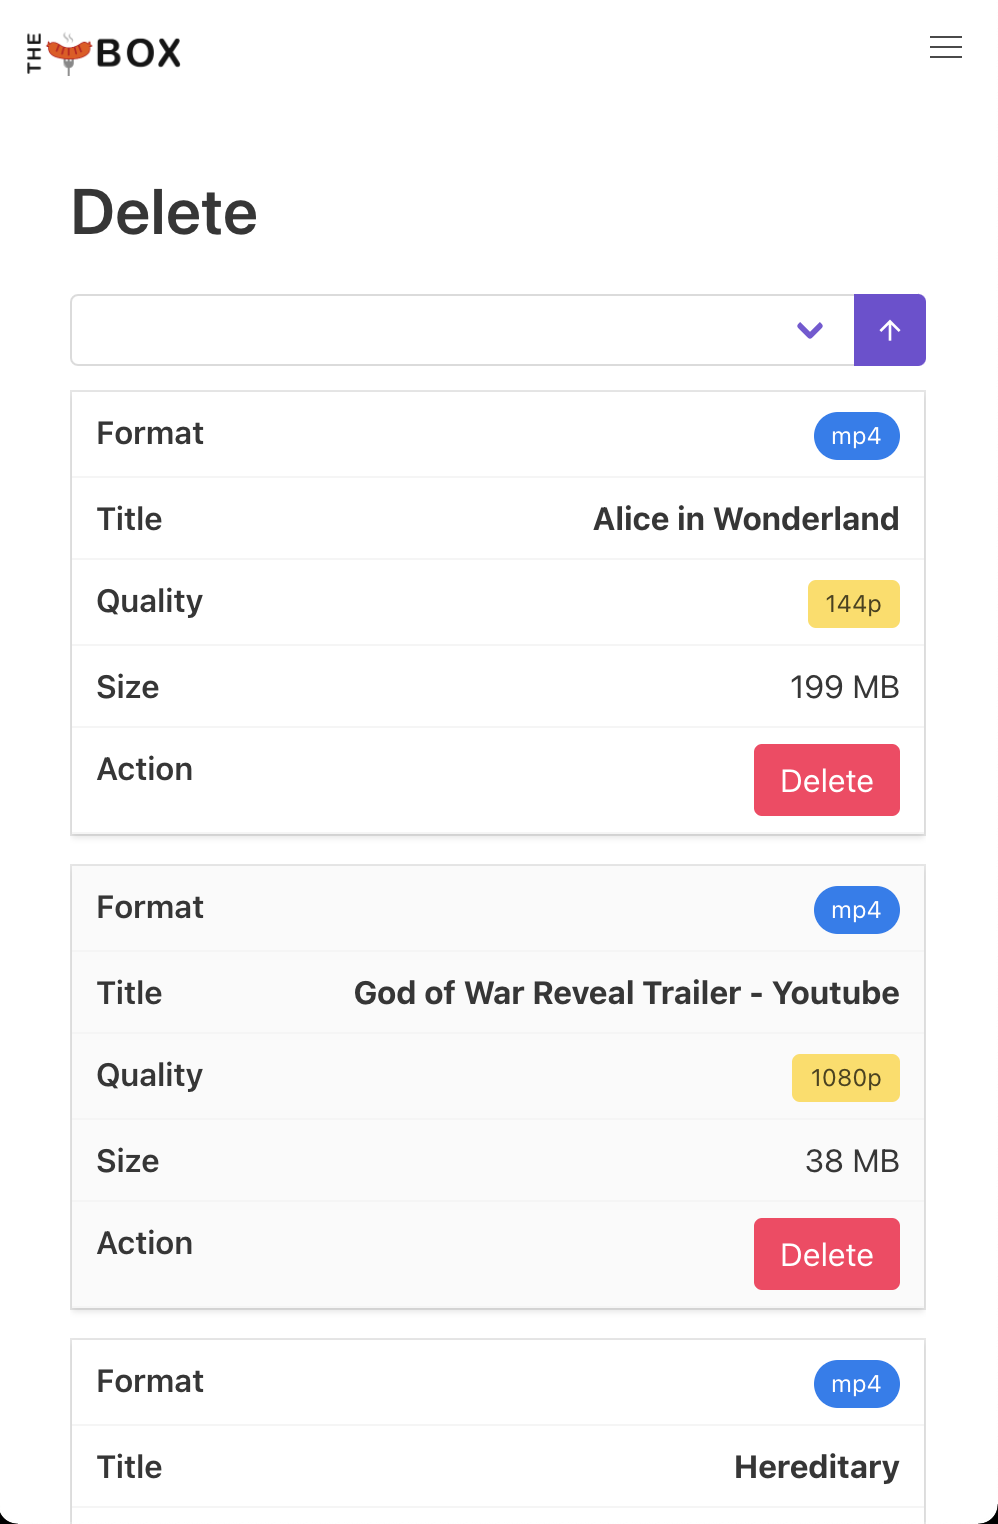 THE BOX
Delete
Format mp4
Title Alice in Wonderland
Quality 144p
Size 199 MB
Action Delete
Format mp4
Title God of War Reveal Trailer - Youtube
Quality 1080p
Size 38 MB
Action Delete
Format mp4
Title Hereditary